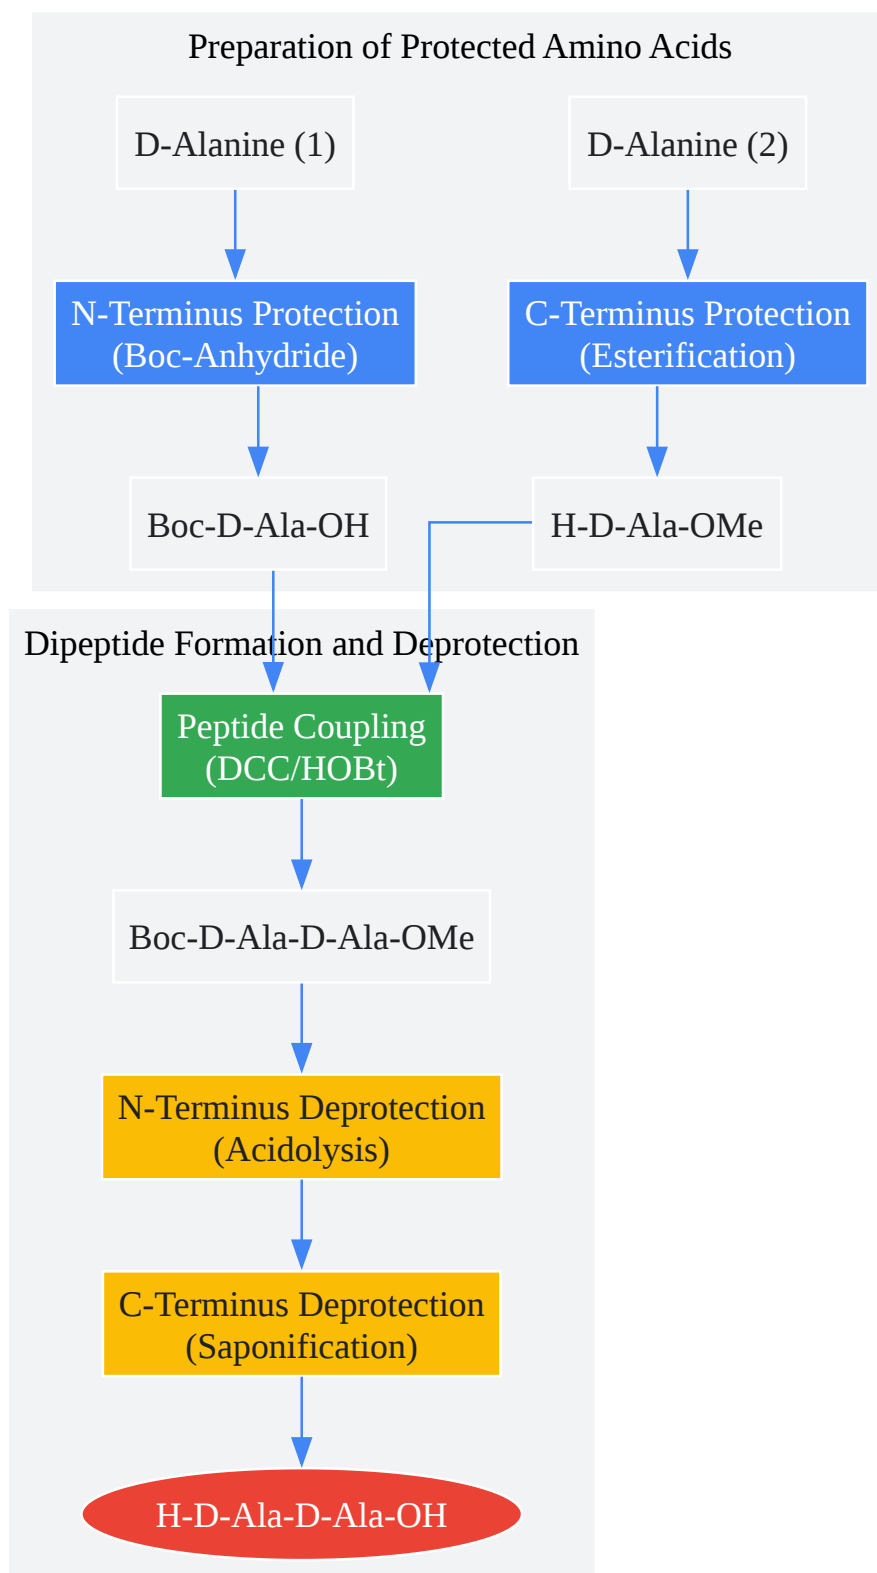 Preparation of Protected Amino Acids
D-Alanine (1)
D-Alanine (2)
N-Terminus Protection
(Boc-Anhydride)
C-Terminus Protection
(Esterification)
Boc-D-Ala-OH
H-D-Ala-OMe
Dipeptide Formation and Deprotection
Peptide Coupling
(DCC/HOBt)
Boc-D-Ala-D-Ala-OMe
N-Terminus Deprotection
(Acidolysis)
C-Terminus Deprotection
(Saponification)
H-D-Ala-D-Ala-OH